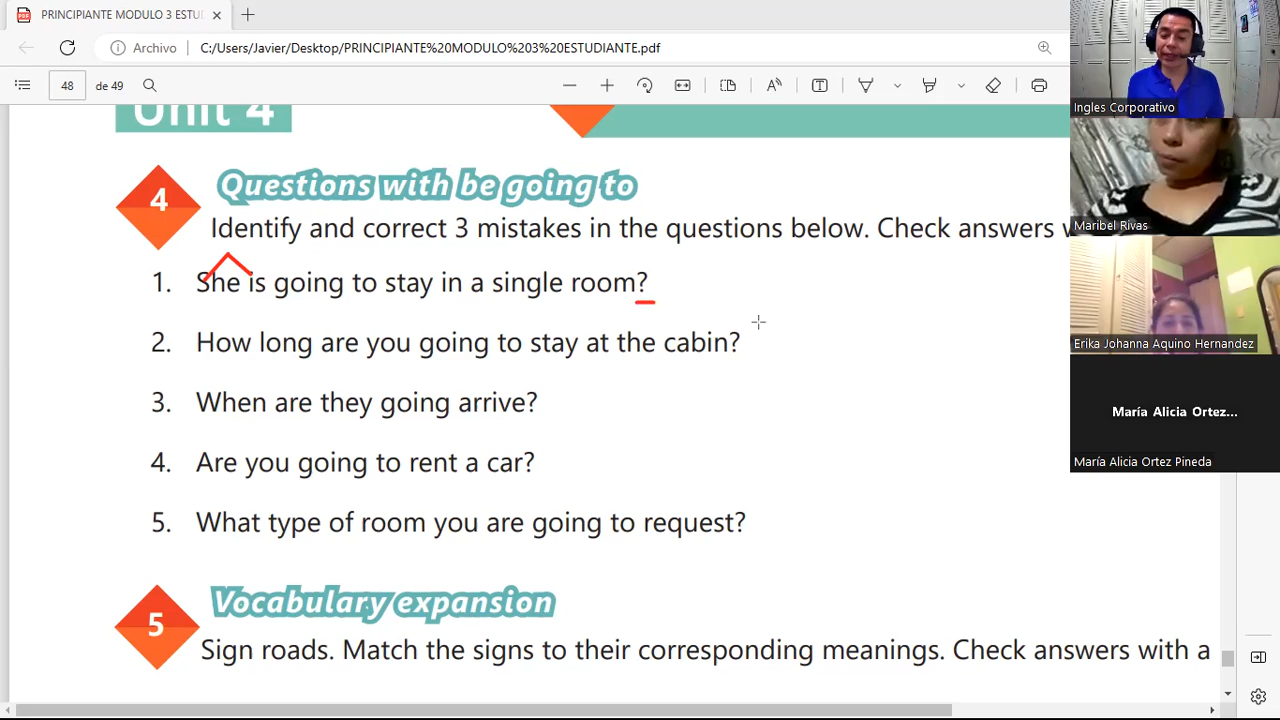 PRINCIPIANTE MODULO 3 ESTUD
Archivo
C:/Users/Javier/Desktop/PRINCIPIANTE%20MODULO%203%20ESTUDIANTE.pdf
48
de 49
Unit 4
4
Questions with be going to
Identify and correct 3 mistakes in the questions below. Check answers
1. She is going to stay in a single room?
2. How long are you going to stay at the cabin?
3. When are they going arrive?
4. Are you going to rent a car?
5. What type of room you are going to request?
5
Vocabulary expansion
Sign roads. Match the signs to their corresponding meanings. Check answers with a
Ingles Corporativo
Maribel Rivas
Erika Johanna Aquino Hernandez
María Alicia Ortez...
María Alicia Ortez Pineda